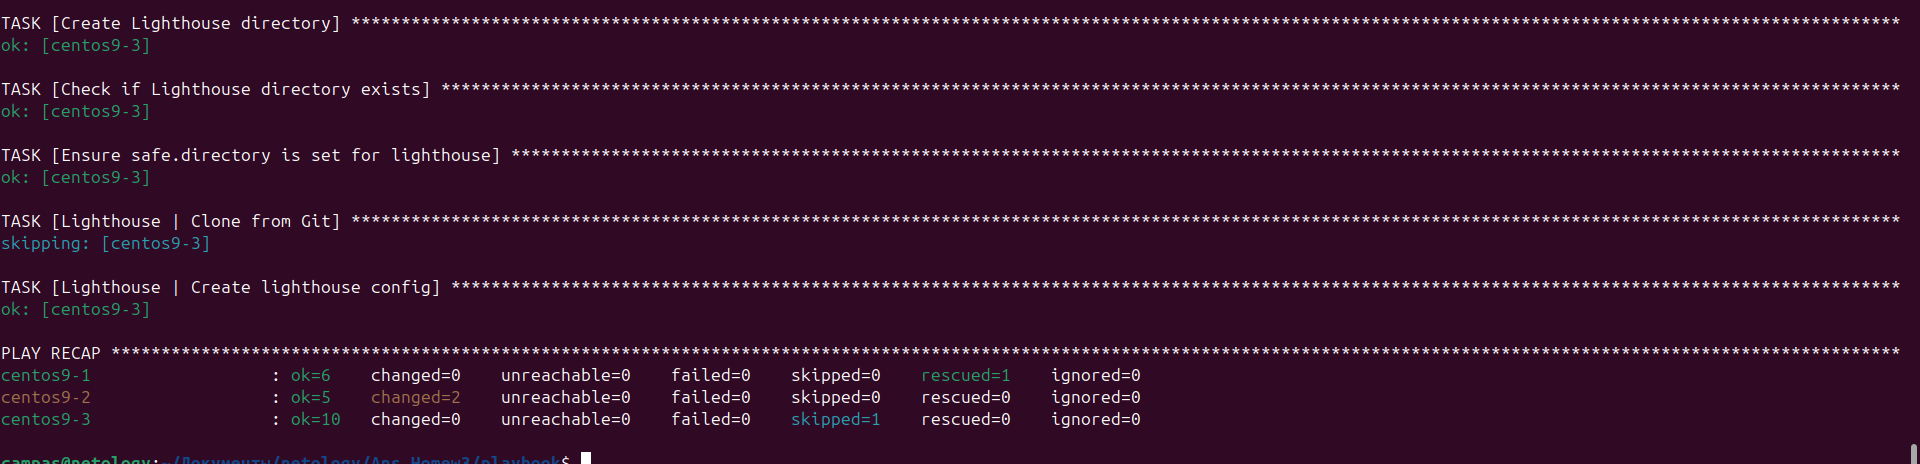 TASK [Create Lighthouse directory] ***********************************************************************************************************************************************************
ok: [centos9-3]
TASK [Check if Lighthouse directory exists] **************************************************************************************************************************************************
ok: [centos9-3]
TASK [Ensure safe.directory is set for lighthouse] *******************************************************************************************************************************************
ok: [centos9-3]
TASK [Lighthouse | Clone from Git] ***********************************************************************************************************************************************************
skipping: [centos9-3]
TASK [Lighthouse | Create lighthouse config] *************************************************************************************************************************************************
ok: [centos9-3]
PLAY RECAP ***********************************************************************************************************************************************************************************
centos9-1                  : ok=6    changed=0    unreachable=0    failed=0    skipped=0    rescued=1    ignored=0
centos9-2                  : ok=5    changed=2    unreachable=0    failed=0    skipped=0    rescued=0    ignored=0
centos9-3                  : ok=10   changed=0    unreachable=0    failed=0    skipped=1    rescued=0    ignored=0
campas@netology:~/Документы/netology/Ans_Homew3/playbook$